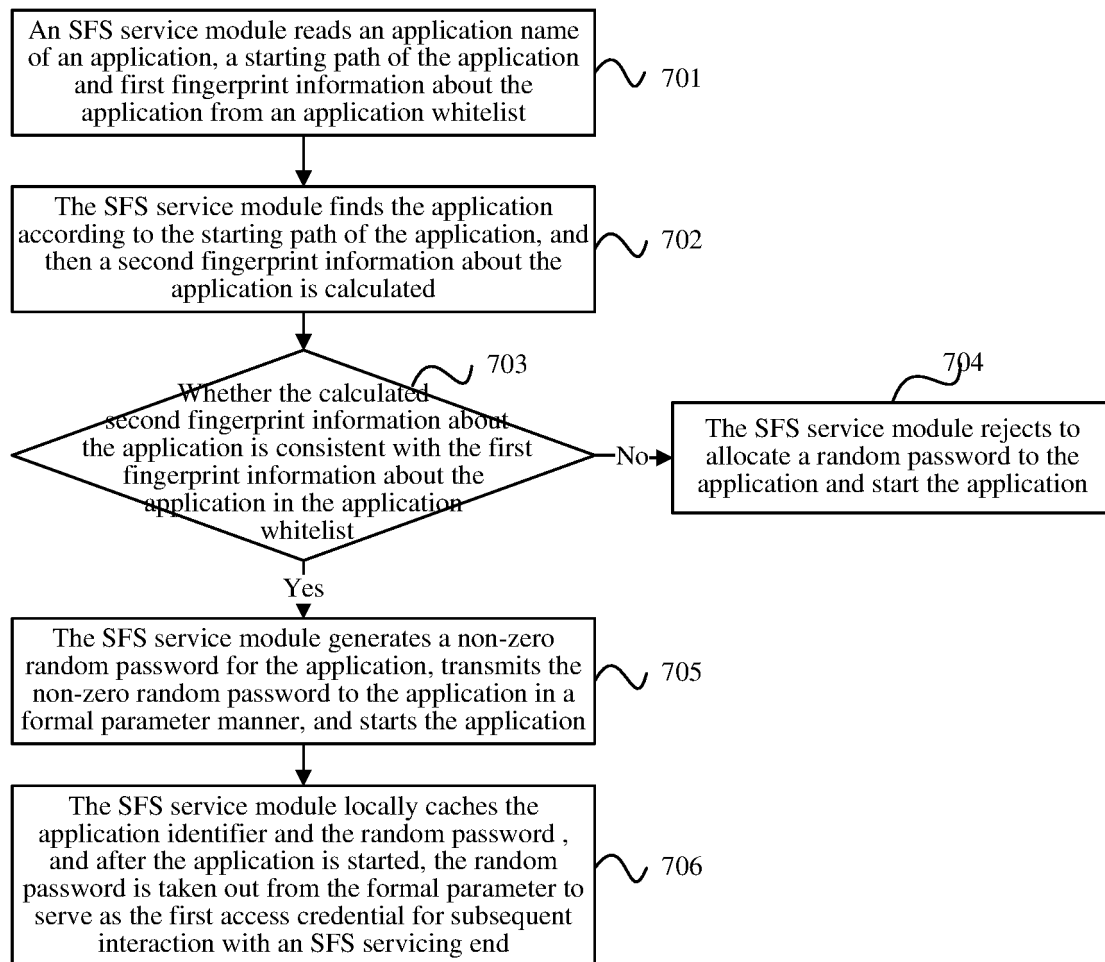 An SFS service module reads an application name
of an application, a starting path of the application
and first fingerprint information about the
application from an application whitelist
701
The SFS service module finds the application
according to the starting path of the application, and
then a second fingerprint information about the
application is calculated
702
703
Whether the calculated
second fingerprint information about
the application is consistent with the first
fingerprint information about the
application in the application
whitelist
No
704
The SFS service module rejects to
allocate a random password to the
application and start the application
Yes
The SFS service module generates a non-zero
random password for the application, transmits the
non-zero random password to the application in a
formal parameter manner, and starts the application
705
The SFS service module locally caches the
application identifier and the random password ,
and after the application is started, the random
password is taken out from the formal parameter to
serve as the first access credential for subsequent
interaction with an SFS servicing end
706